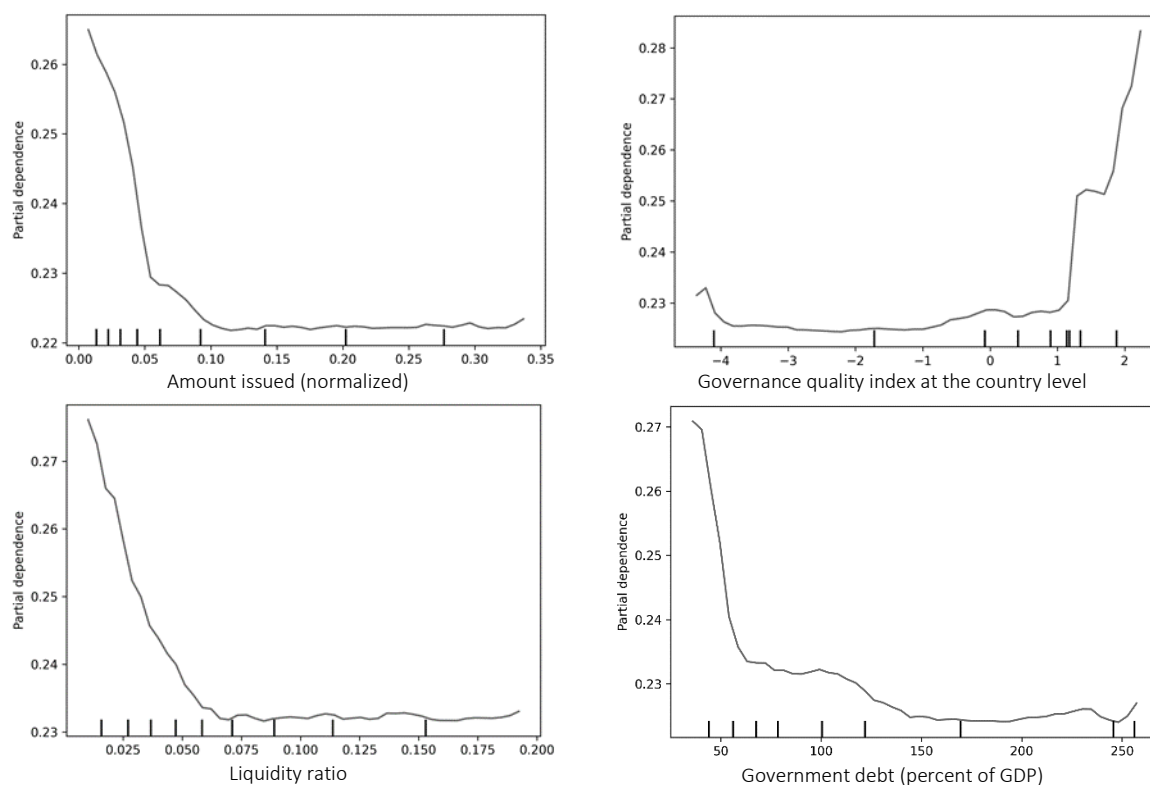 Partial dependence
0.26
0.25
0.24
0.23
0.22
0.00 0.05 0.10 0.15 0.20 0.25 0.30 0.35
Amount issued (normalized)
Partial dependence
0.28
0.27
0.26
0.25
0.24
0.23
−4 −3 −2 −1 0 1 2
Governance quality index at the country level
Partial dependence
0.27
0.26
0.25
0.24
0.23
0.025 0.050 0.075 0.100 0.125 0.150 0.175 0.200
Liquidity ratio
Partial dependence
0.27
0.26
0.25
0.24
0.23
50 100 150 200 250
Government debt (percent of GDP)